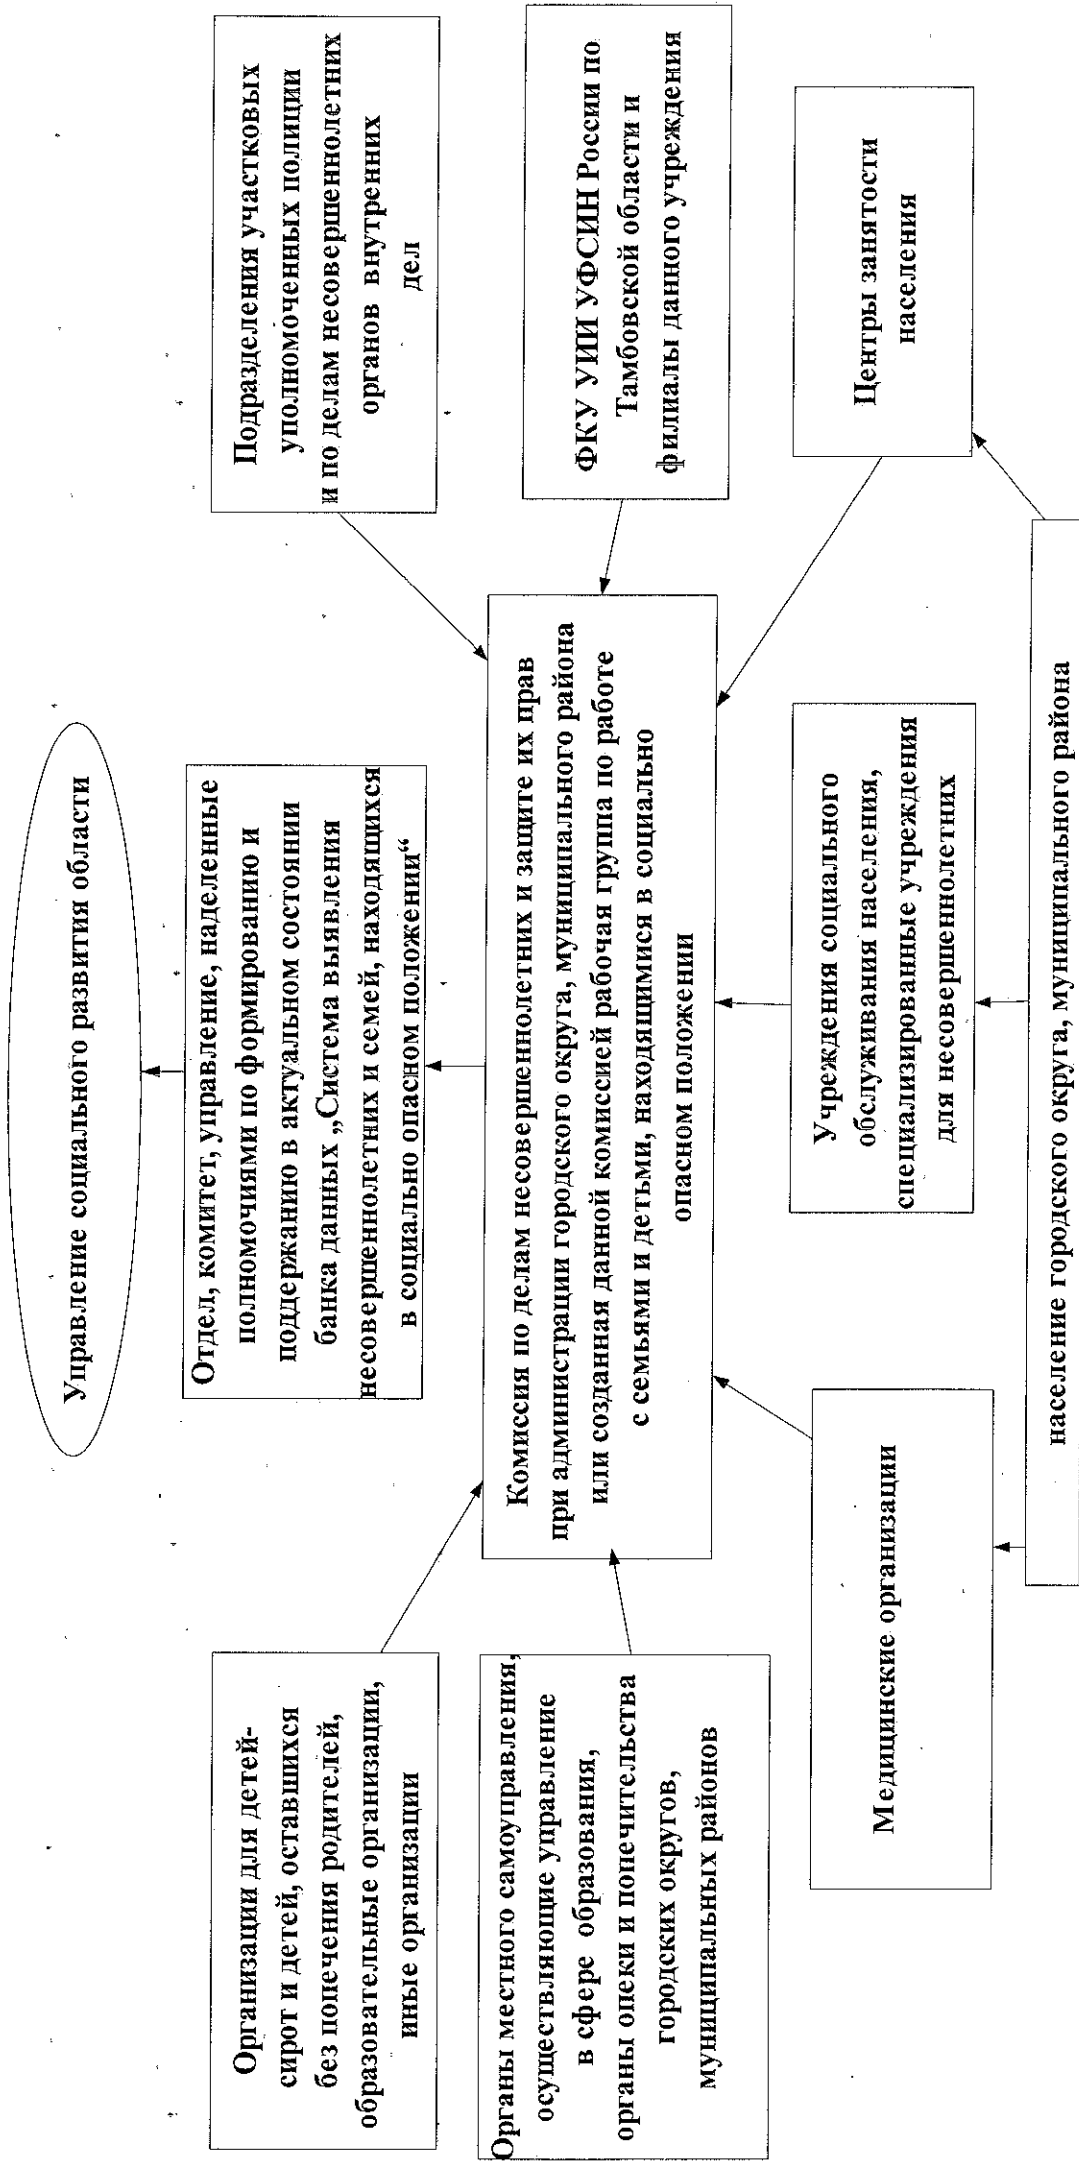 Управление социального развития области
Отдел, комитет, управление, наделенные
полномочиями по формированию и
поддержанию в актуальном состоянии
банка данных „Система выявления
несовершеннолетних и семей, находящихся
в социально опасном положении“
Организации для детей-
сирот и детей, оставшихся
без попечения родителей,
образовательные организации,
иные организации
Подразделения участковых
уполномоченных полиции
и по делам несовершеннолетних
органов внутренних
дел
Органы местного самоуправления,
осуществляющие управление
в сфере образования,
органы опеки и попечительства
городских округов,
муниципальных районов
Комиссия по делам несовершеннолетних и защите их прав
при администрации городского округа, муниципального района
или созданная данной комиссией рабочая группа по работе
с семьями и детьми, находящимися в социально
опасном положении
ФКУ УИИ УФСИН России по
Тамбовской области и
филиалы данного учреждения
Медицинские организации
Учреждения социального
обслуживания населения,
специализированные учреждения
для несовершеннолетних
Центры занятости
населения
население городского округа, муниципального района